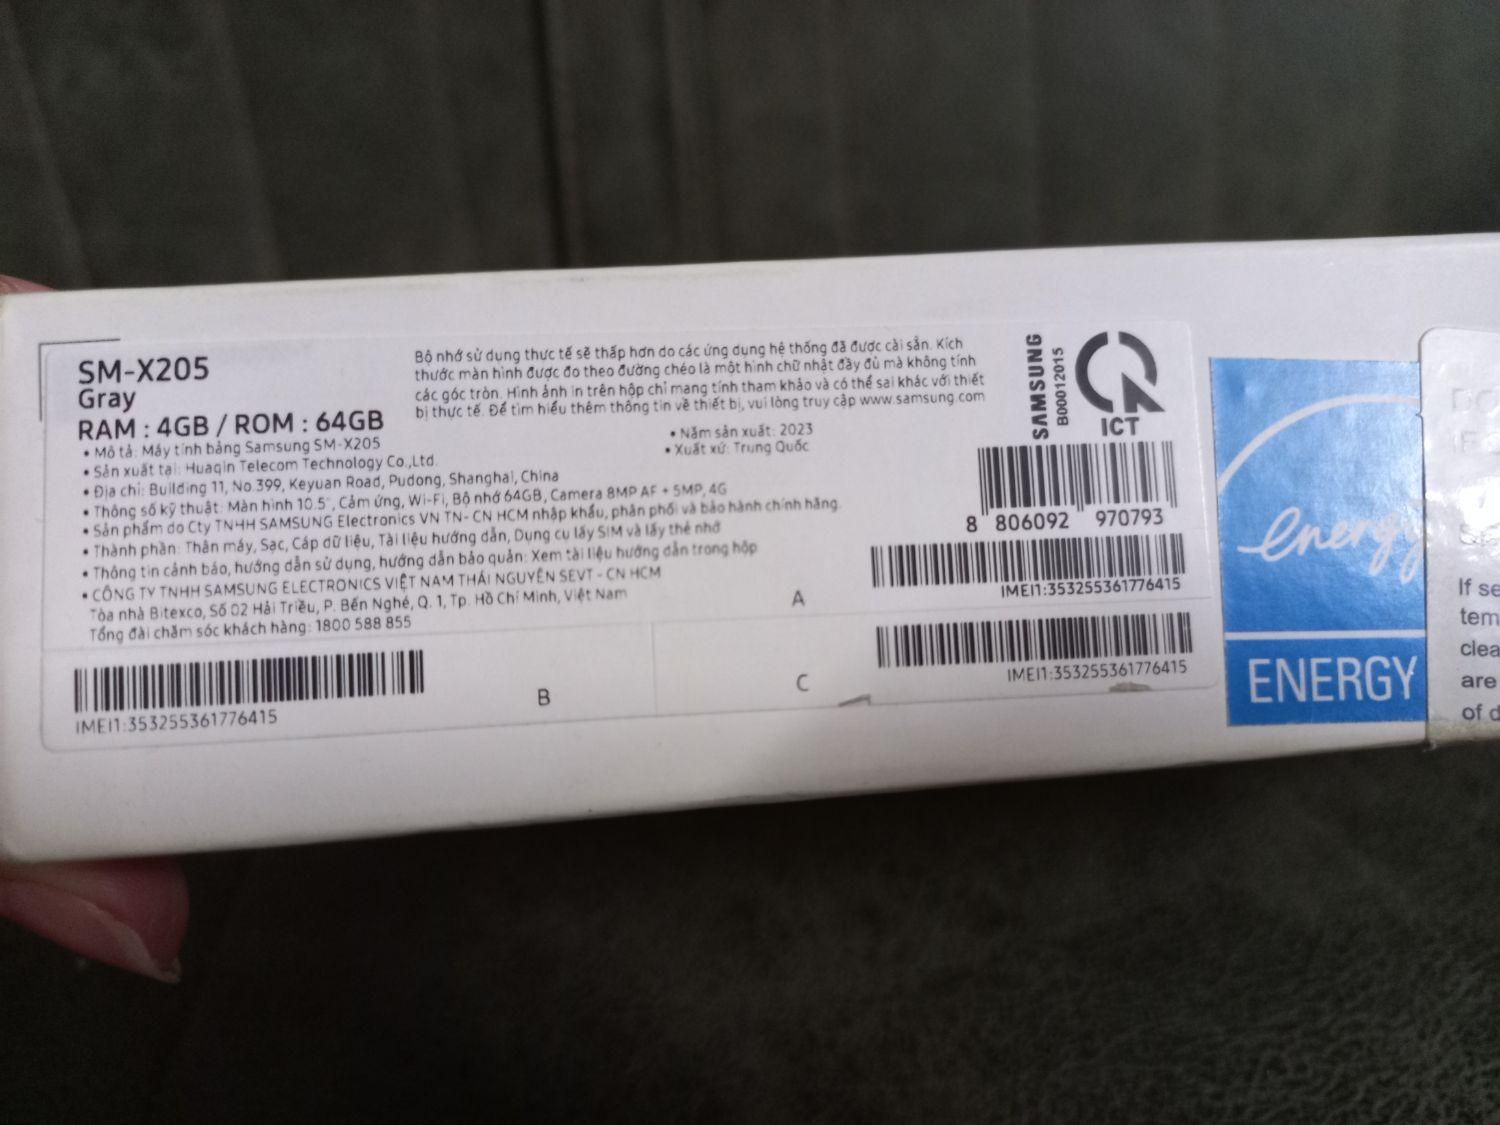 SM-X205
Gray
RAM : 4GB / ROM : 64GB
• Mô tả: Máy tính bảng Samsung SM-X205
• Sản xuất tại: Huaqin Telecom Technology Co.,Ltd.
• Địa chỉ: Building 11, No.399, Keyuan Road, Pudong, Shanghai, China
• Thông số kỹ thuật: Màn hình 10.5", Cảm ứng, Wi-Fi, Bộ nhớ 64GB, Camera 8MP AF + 5MP, 4G
• Sản phẩm do Cty TNHH SAMSUNG Electronics VN TN- CN HCM nhập khẩu, phân phối và bảo hành chính hãng.
• Thành phần: Thân máy, Sạc, Cáp dữ liệu, Tài liệu hướng dẫn, Dụng cụ lấy SIM và lấy thẻ nhớ
• Thông tin cảnh báo, hướng dẫn sử dụng, hướng dẫn bảo quản: Xem tài liệu hướng dẫn trong hộp
• CÔNG TY TNHH SAMSUNG ELECTRONICS VIỆT NAM THÁI NGUYÊN SEVT - CN HCM
Tòa nhà Bitexco, Số 02 Hải Triều, P. Bến Nghé, Q. 1, Tp. Hồ Chí Minh, Việt Nam
Tổng đài chăm sóc khách hàng: 1800 588 855
Bộ nhớ sử dụng thực tế sẽ thấp hơn do các ứng dụng hệ thống đã được cài sẵn. Kích
thước màn hình được đo theo đường chéo là một hình chữ nhật đầy đủ mà không tính
các góc tròn. Hình ảnh in trên hộp chỉ mang tính tham khảo và có thể sai khác với thiết
bị thực tế. Để tìm hiểu thêm thông tin về thiết bị, vui lòng truy cập www.samsung.com
• Năm sản xuất: 2023
• Xuất xứ: Trung Quốc
SAMSUNG
B00012015
ICT
8 806092 970793
IMEI1:353255361776415
A
IMEI1:353255361776415
C
B
IMEI1:353255361776415
energy
ENERGY
If se
tem
clea
are
of d